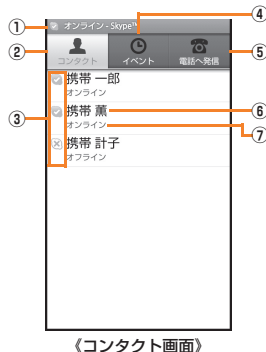 オンライン - Skype™
コンタクト
イベント
電話へ発信
携帯 一郎
オンライン
携帯 薫
オンライン
携帯 計子
オフライン
①
②
③
④
⑤
⑥
⑦
《コンタクト画面》